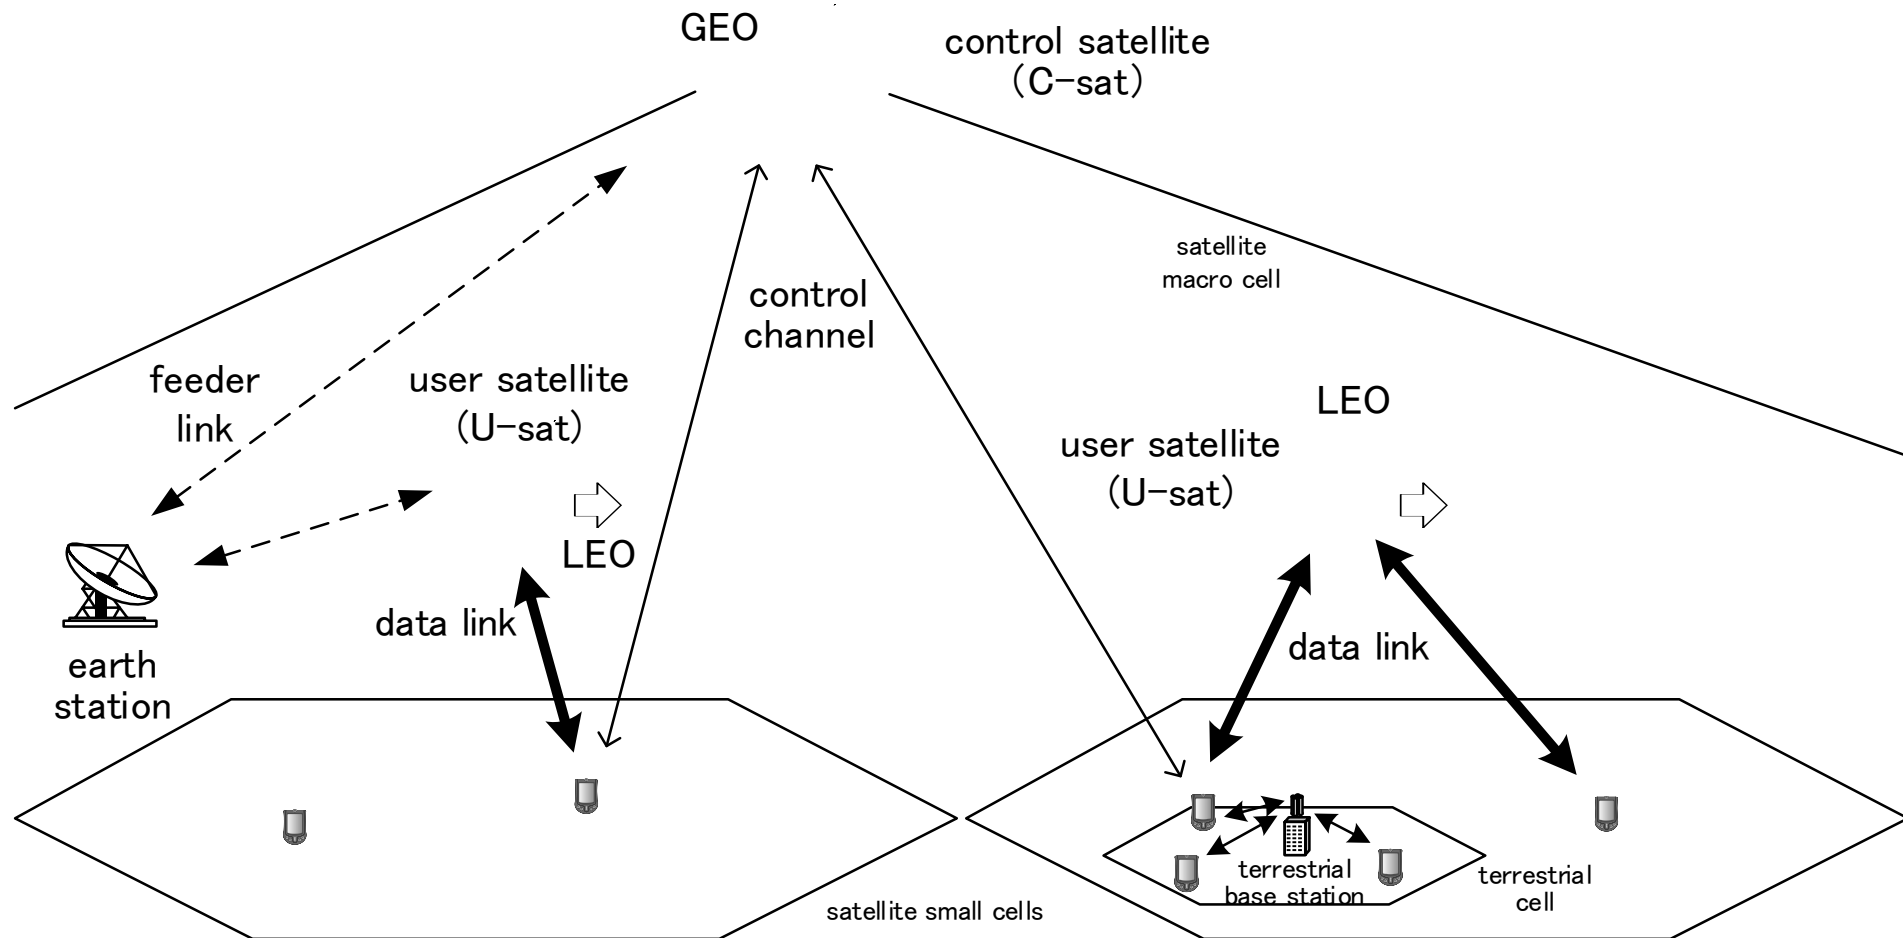 GEO
control satellite
(C-sat)
satellite
macro cell
control
channel
feeder
link
user satellite
(U-sat)
LEO
user satellite
(U-sat)
LEO
data link
data link
earth
station
terrestrial
base station
terrestrial
cell
satellite small cells